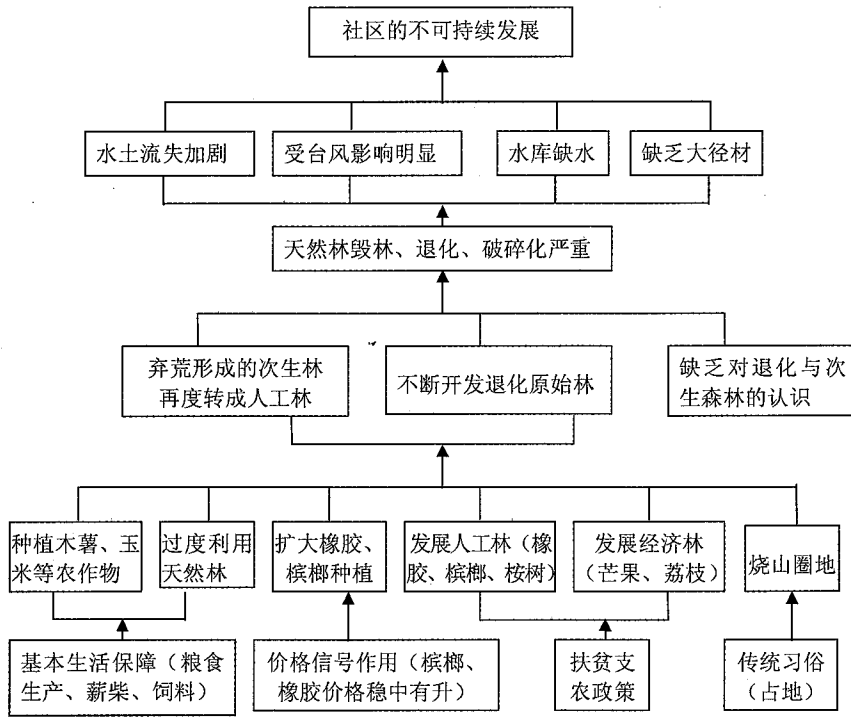 社区的不可持续发展
水土流失加剧
受台风影响明显
水库缺水
缺乏大径材
天然林毁林、退化、破碎化严重
弃荒形成的次生林
再度转成人工林
不断开发退化原始林
缺乏对退化与次
生森林的认识
种植木薯、玉
米等农作物
过度利用
天然林
扩大橡胶、
槟榔种植
发展人工林（橡
胶、槟榔、桉树）
发展经济林
（芒果、荔枝）
烧山圈地
基本生活保障（粮食
生产、薪柴、饲料）
价格信号作用（槟榔、
橡胶价格稳中有升）
扶贫支
农政策
传统习俗
（占地）